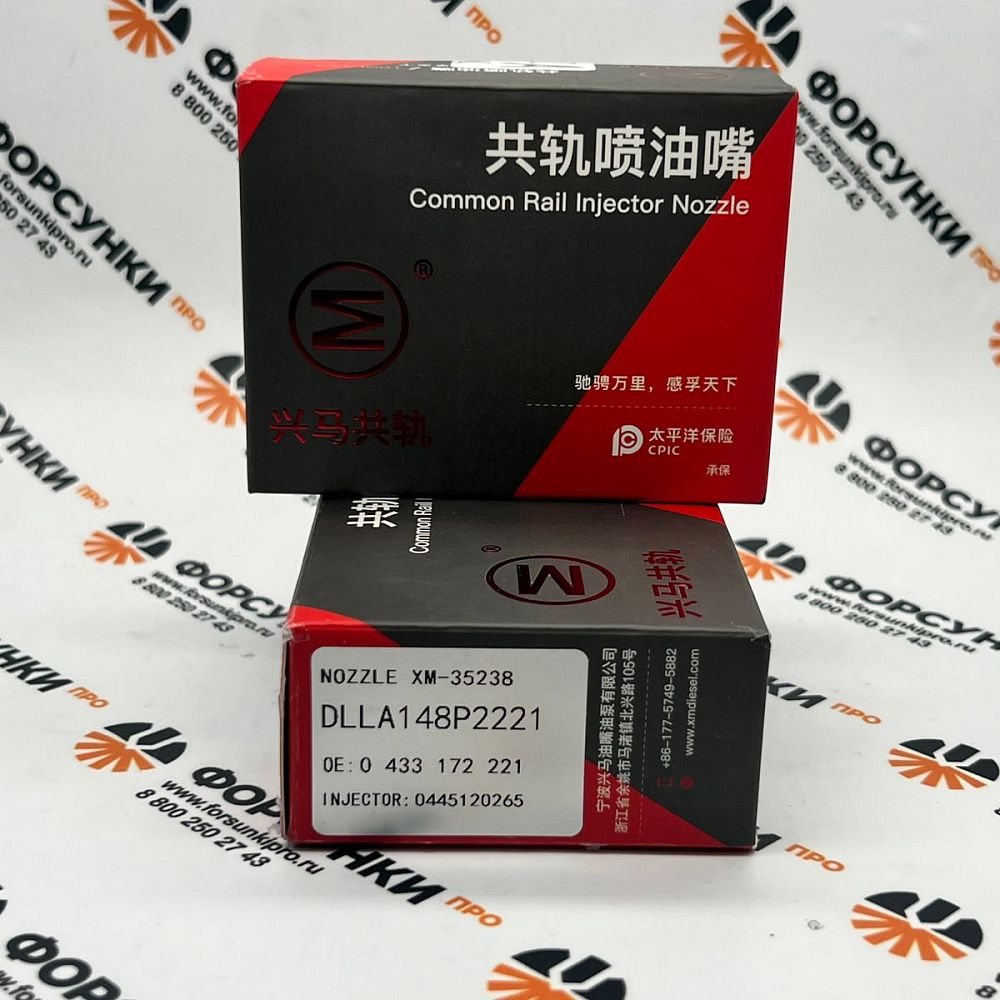 共轨喷油嘴
Common Rail Injector Nozzle
M
®
兴马共轨
驰骋万里，感孚天下
太平洋保险
CPIC
承保
共轨
Common Rail
®
M
兴马共轨
NOZZLE XM-35238
DLLA148P2221
OE:0 433 172 221
INJECTOR:0445120265
宁波兴马油嘴油泵有限公司
浙江省余姚市马渚镇北兴路105号
+86-177-5749-5882
www.xmdiesel.com
ФОРСУНКИ ПРО
www.forsunkipro.ru
8 800 250 27 43